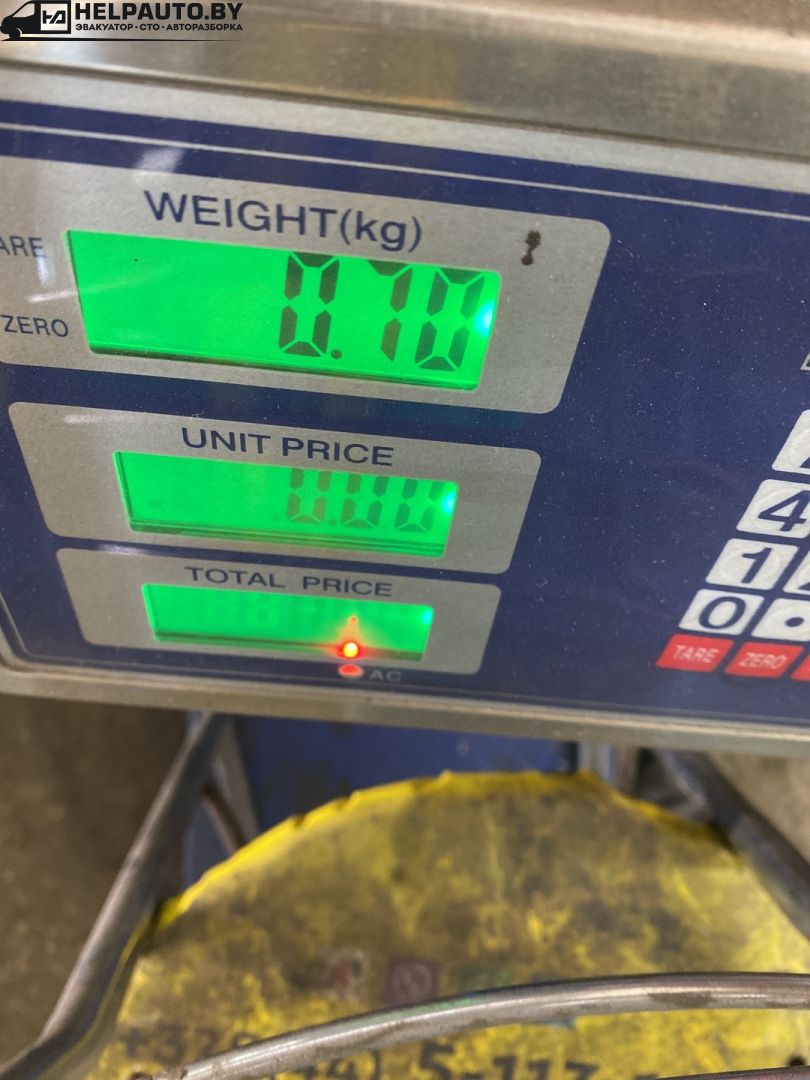 HELPAUTO.BY
ЭВАКУАТОР · СТО · АВТОРАЗБОРКА
WEIGHT(kg)
ARE
0.70
ZERO
UNIT PRICE
0.00
4
TOTAL PRICE
1
0 .
AC
TARE ZERO